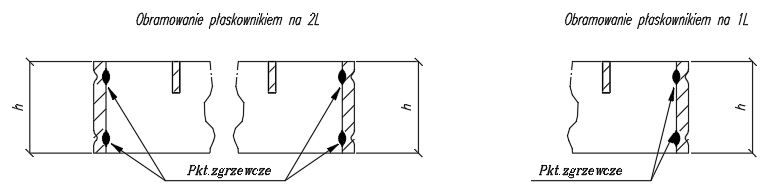 Obramowanie płaskownikiem na 2L
Obramowanie płaskownikiem na 1L
h
h
h
Pkt.zgrzewcze
Pkt.zgrzewcze